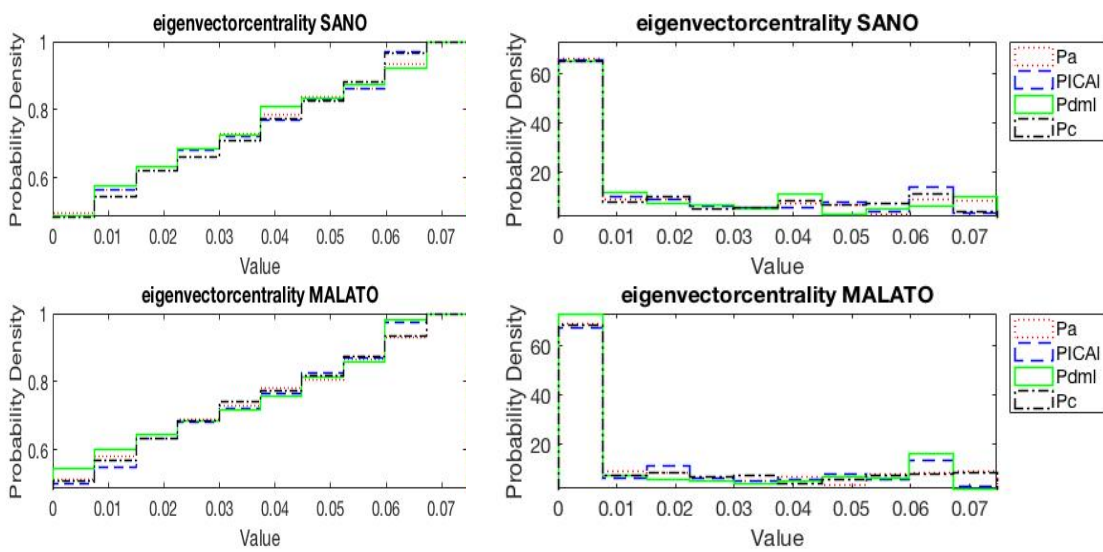 eigenvectorcentrality SANO
Probability Density
1
0.8
0.6
0 0.01 0.02 0.03 0.04 0.05 0.06 0.07
Value
eigenvectorcentrality SANO
Probability Density
60
40
20
0 0.01 0.02 0.03 0.04 0.05 0.06 0.07
Value
Pa
PICAI
Pdml
Pc
eigenvectorcentrality MALATO
Probability Density
1
0.8
0.6
0 0.01 0.02 0.03 0.04 0.05 0.06 0.07
Value
eigenvectorcentrality MALATO
Probability Density
60
40
20
0 0.01 0.02 0.03 0.04 0.05 0.06 0.07
Value
Pa
PICAI
Pdml
Pc